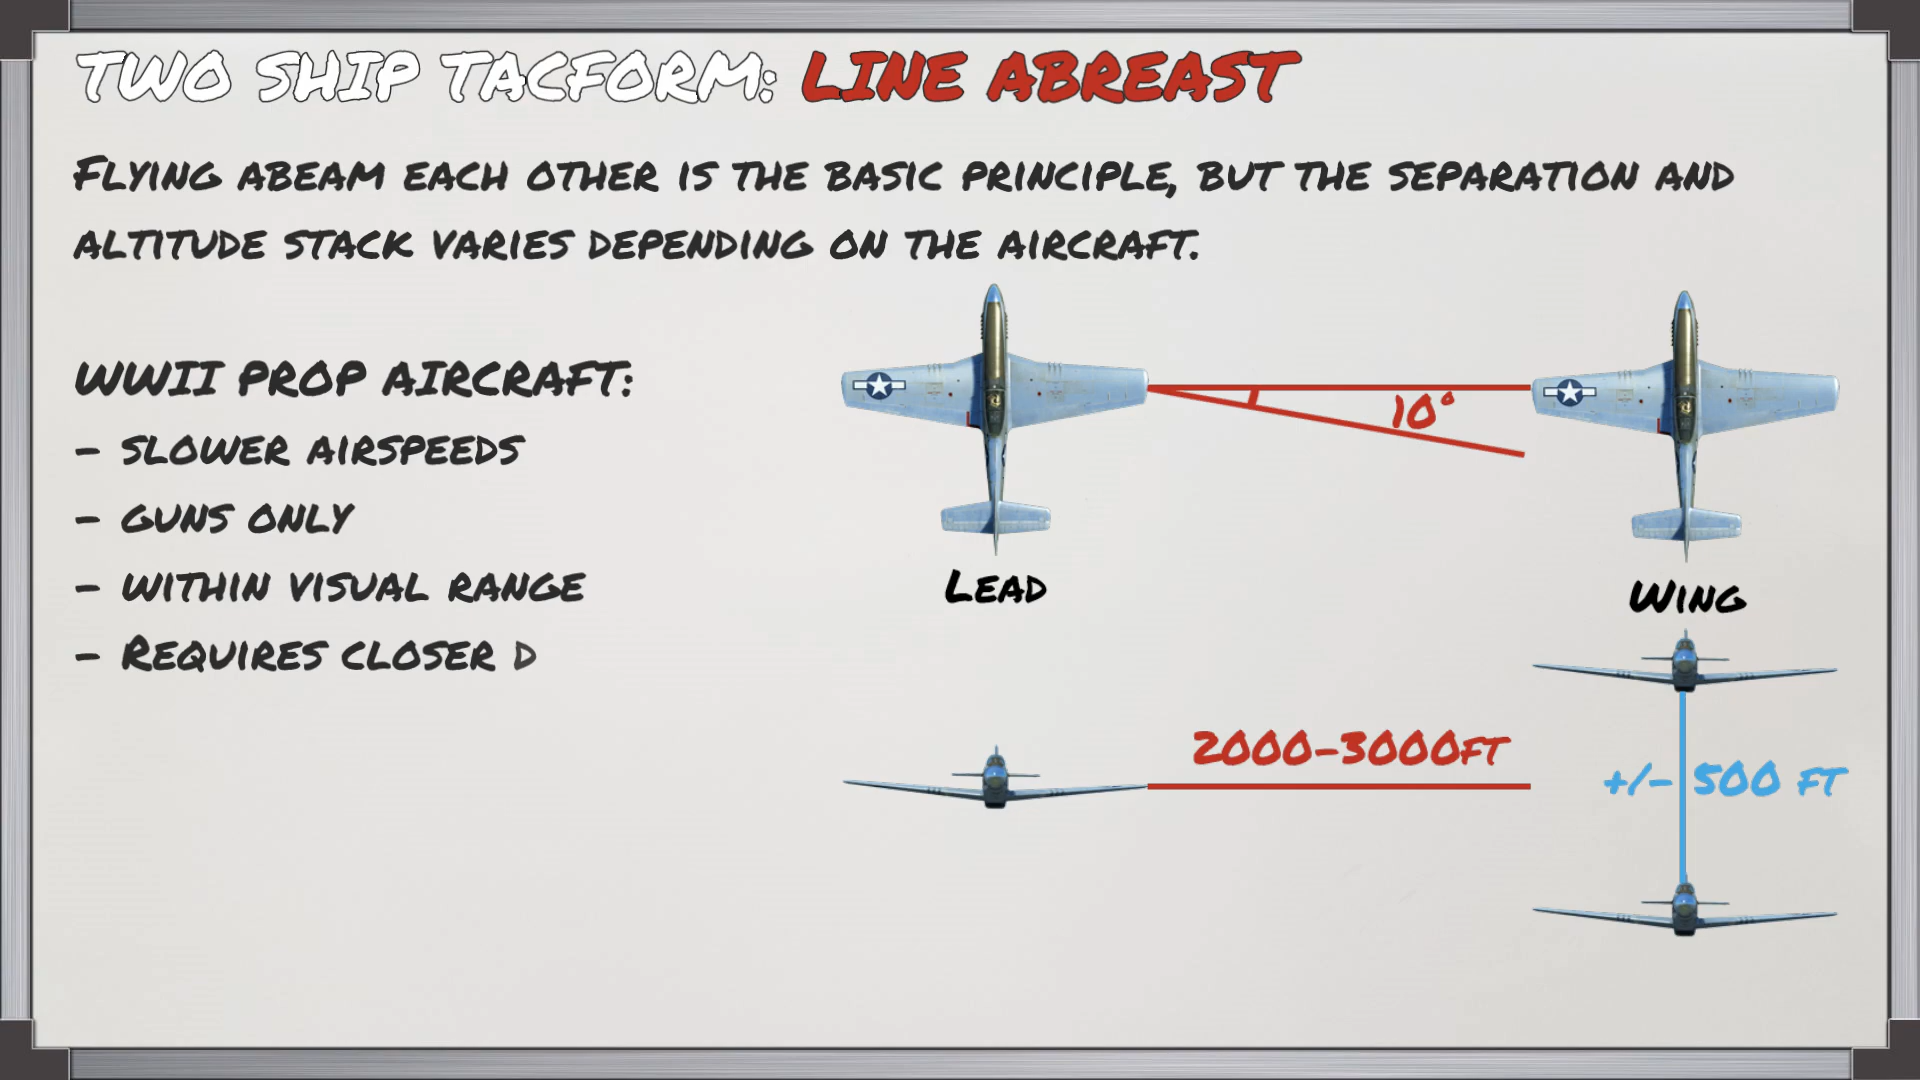 TWO SHIP TACFORM: LINE ABREAST
FLYING ABEAM EACH OTHER IS THE BASIC PRINCIPLE, BUT THE SEPARATION AND
ALTITUDE STACK VARIES DEPENDING ON THE AIRCRAFT.
WWII PROP AIRCRAFT:
- SLOWER AIRSPEEDS
- GUNS ONLY
- WITHIN VISUAL RANGE
- REQUIRES CLOSER D
10°
LEAD
WING
2000-3000FT
+/- 500 FT